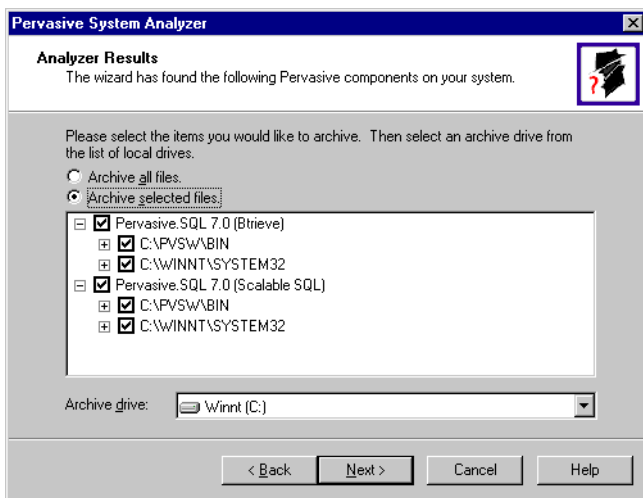 Pervasive System Analyzer
Analyzer Results
The wizard has found the following Pervasive components on your system.
?
Please select the items you would like to archive. Then select an archive drive from
the list of local drives.
Archive all files.
Archive selected files.
Pervasive.SQL 7.0 (Btrieve)
C:\PVSW\BIN
C:\WINNT\SYSTEM32
Pervasive.SQL 7.0 (Scalable SQL)
C:\PVSW\BIN
C:\WINNT\SYSTEM32
Archive drive: Winnt (C:)
< Back Next > Cancel Help